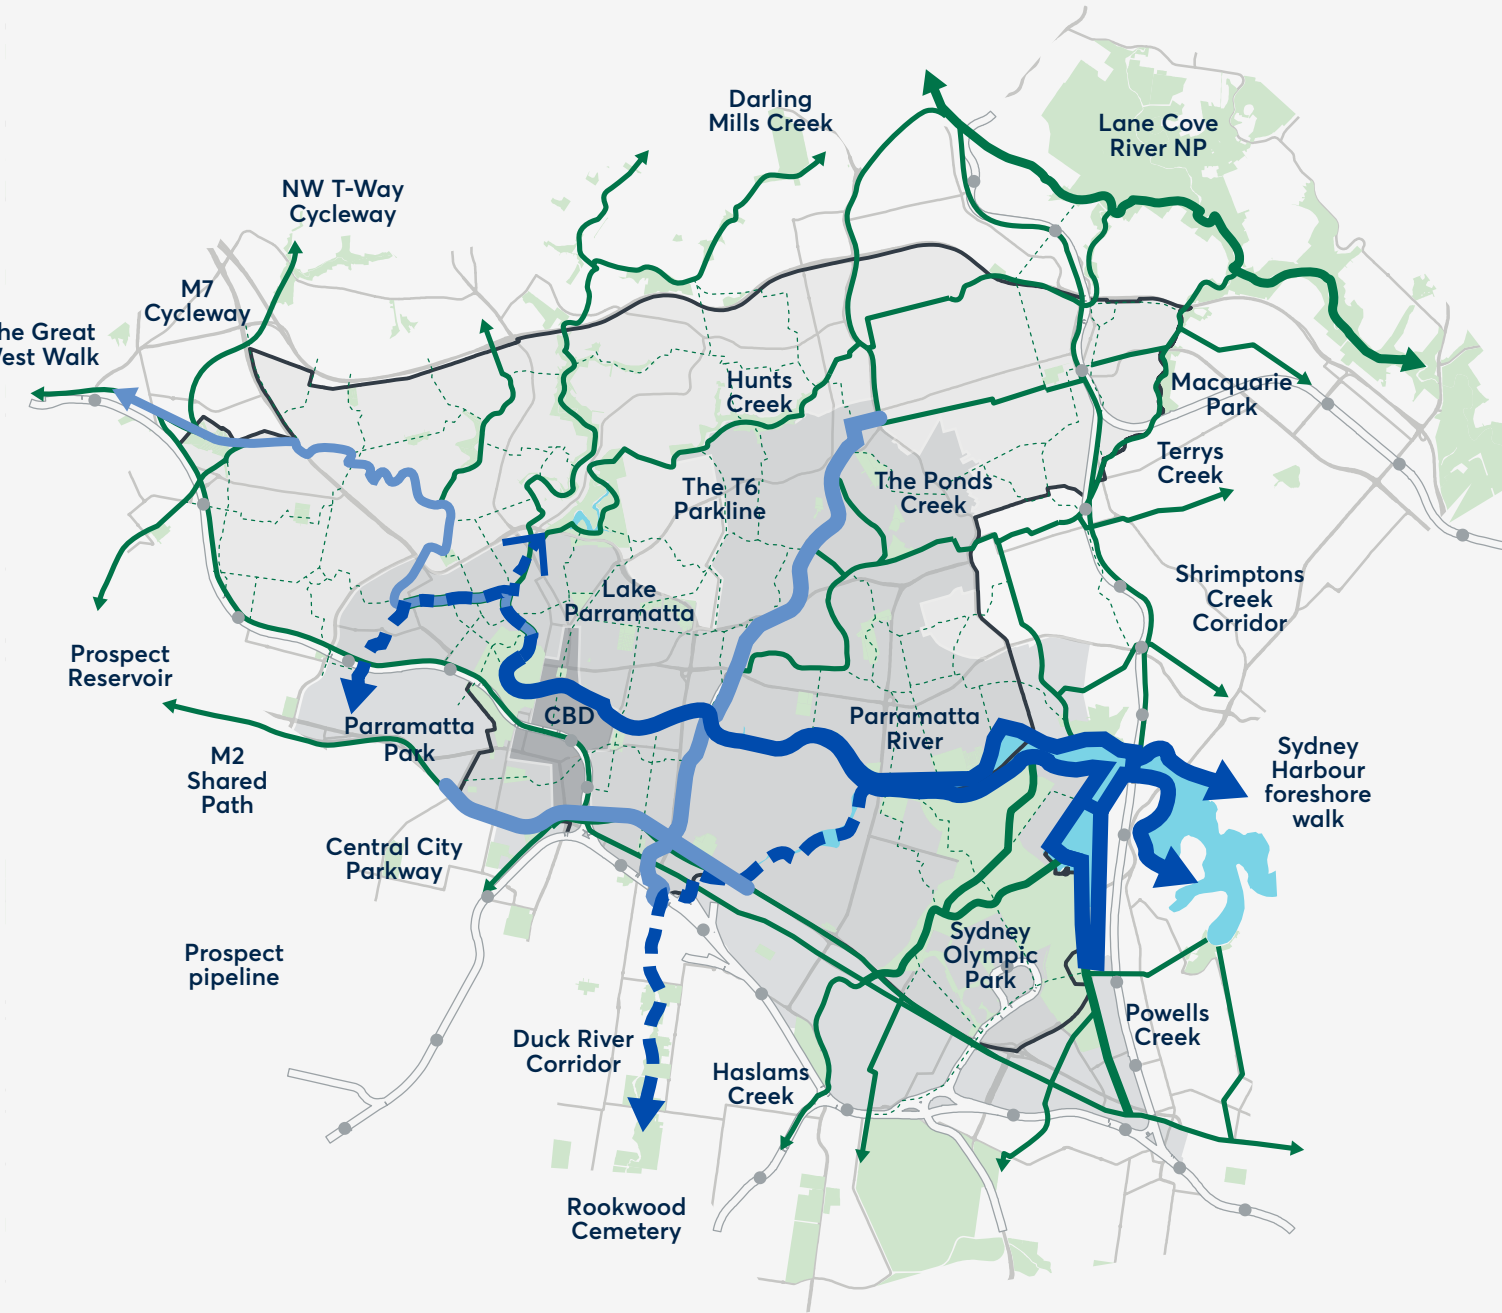 Darling
Mills Creek
Lane Cove
River NP
NW T-Way
Cycleway
M7
Cycleway
he Great
est Walk
Hunts
Creek
Macquarie
Park
Terrys
Creek
The T6
Parkline
The Ponds
Creek
Shrimptons
Creek
Corridor
Lake
Parramatta
Prospect
Reservoir
Parramatta
Park
CBD
Parramatta
River
M2
Shared
Path
Sydney
Harbour
foreshore
walk
Central City
Parkway
Prospect
pipeline
Sydney
Olympic
Park
Powells
Creek
Duck River
Corridor
Haslams
Creek
Rookwood
Cemetery